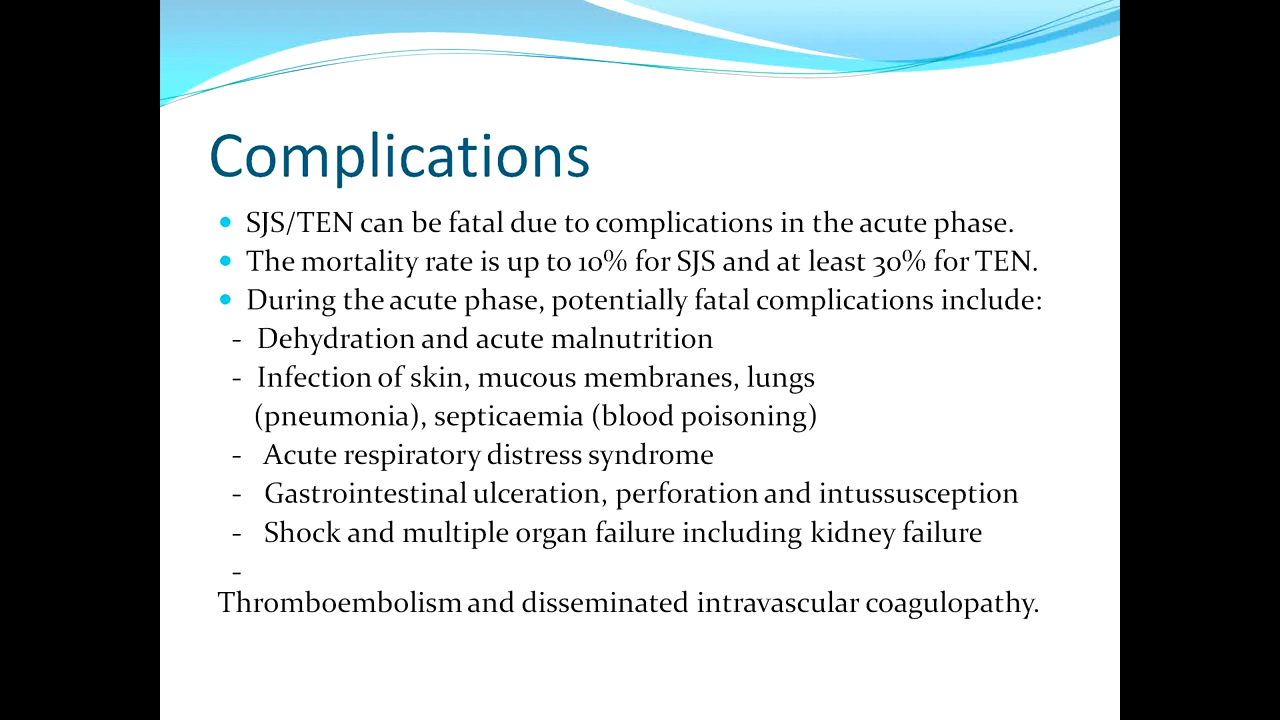 Complications
• SJS/TEN can be fatal due to complications in the acute phase.
• The mortality rate is up to 10% for SJS and at least 30% for TEN.
• During the acute phase, potentially fatal complications include:
- Dehydration and acute malnutrition
- Infection of skin, mucous membranes, lungs
(pneumonia), septicaemia (blood poisoning)
- Acute respiratory distress syndrome
- Gastrointestinal ulceration, perforation and intussusception
- Shock and multiple organ failure including kidney failure
-
Thromboembolism and disseminated intravascular coagulopathy.